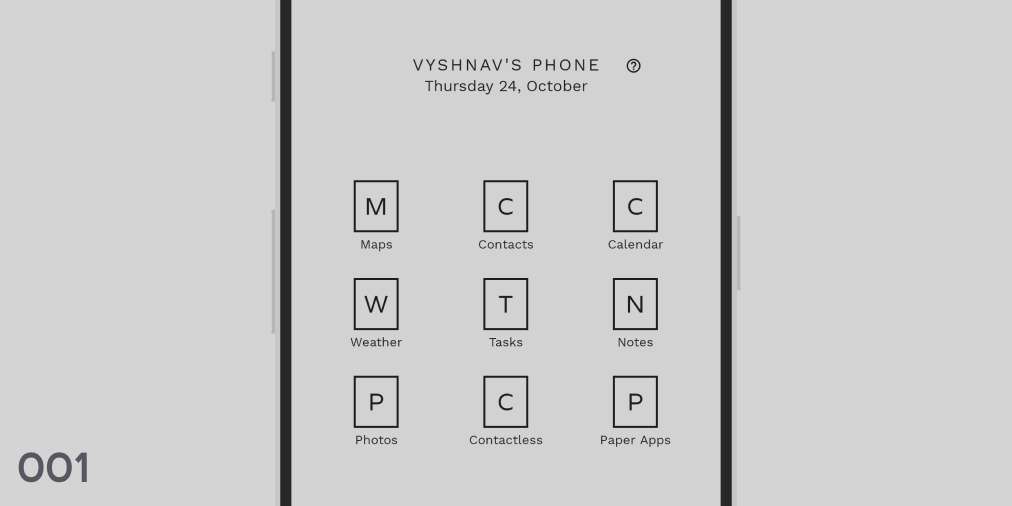 VYSHNAV'S PHONE ?
Thursday 24, October
M C C
Maps Contacts Calendar
W T N
Weather Tasks Notes
P C P
Photos Contactless Paper Apps
001